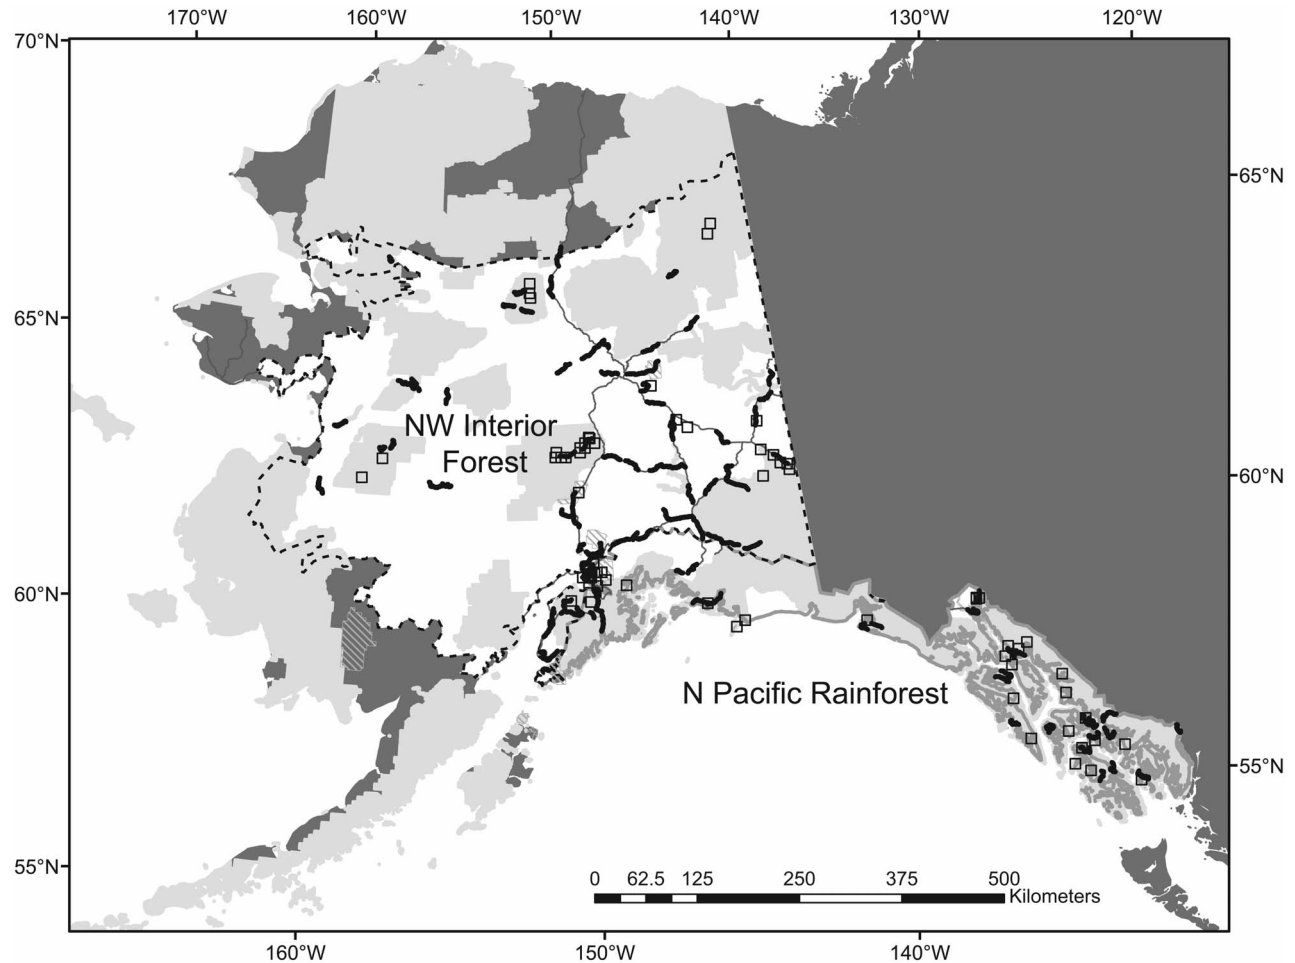 170°W 160°W 150°W 140°W 130°W 120°W
70°N
65°N
65°N
NW Interior
Forest
60°N
60°N
N Pacific Rainforest
55°N
55°N
0 62.5 125 250 375 500
Kilometers
160°W 150°W 140°W